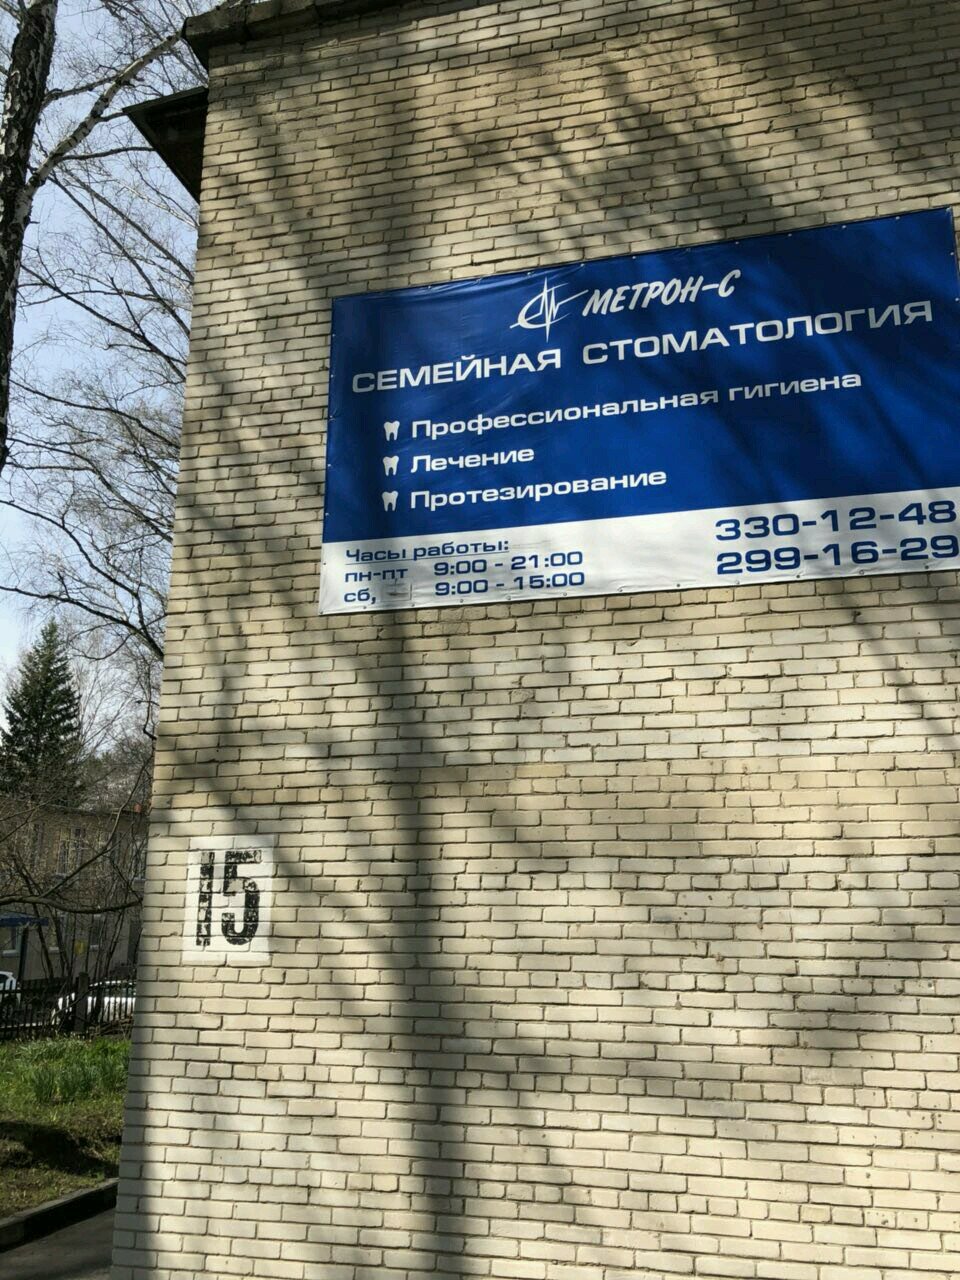 МЕТРОН-С
СЕМЕЙНАЯ СТОМАТОЛОГИЯ
Профессиональная гигиена
Лечение
Протезирование
Часы работы:
пн-пт 9:00 - 21:00
сб, 9:00 - 15:00
330-12-48
299-16-29
15